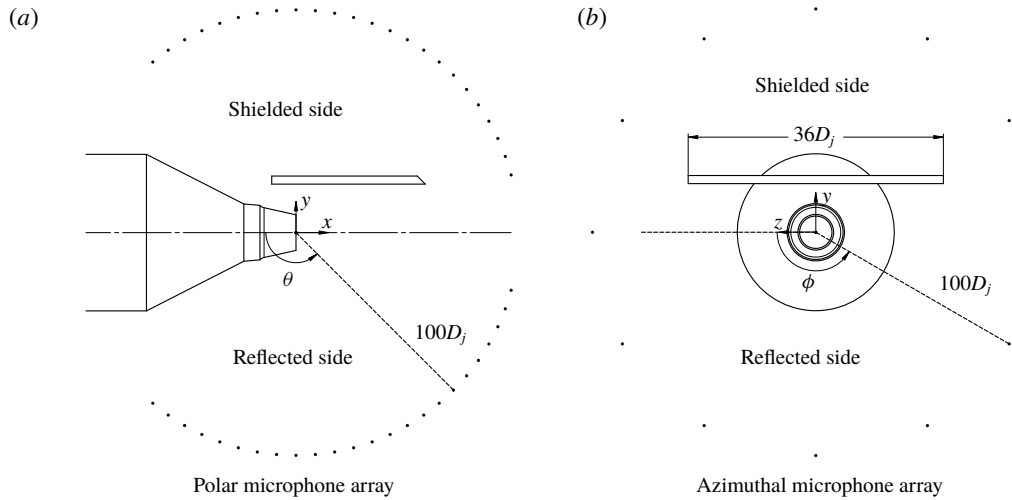 (a)
Shielded side
y
x
θ
100D_j
Reflected side
Polar microphone array
(b)
Shielded side
36D_j
y
z
ϕ
100D_j
Reflected side
Azimuthal microphone array